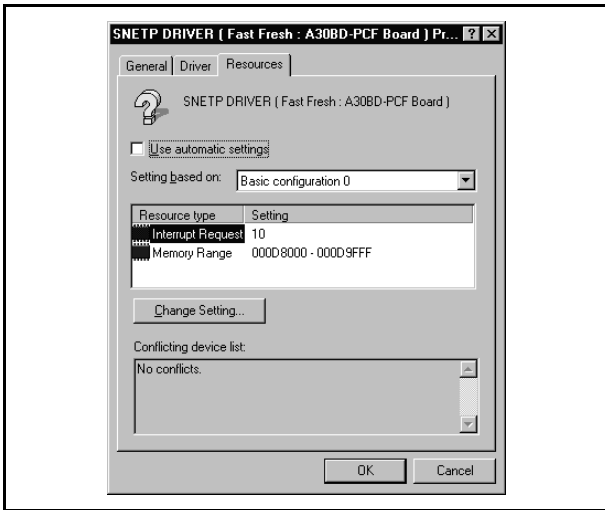 SNETP DRIVER ( Fast Fresh : A30BD-PCF Board ) Pr...
General Driver Resources
SNETP DRIVER ( Fast Fresh : A30BD-PCF Board )
Use automatic settings
Setting based on: Basic configuration 0
Resource type Setting
Interrupt Request 10
Memory Range 000D8000 - 000D9FFF
Change Setting...
Conflicting device list:
No conflicts.
OK Cancel